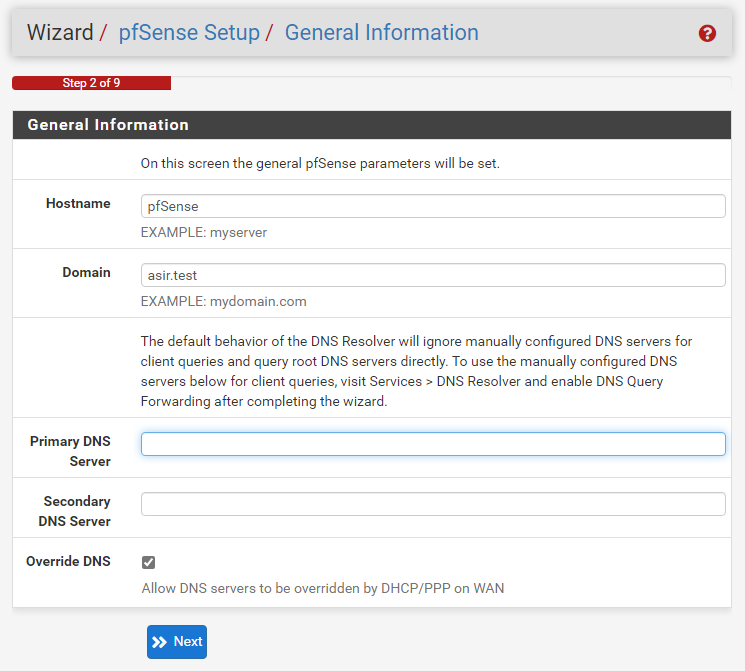 Wizard / pfSense Setup / General Information
Step 2 of 9
General Information
On this screen the general pfSense parameters will be set.
Hostname
pfSense
EXAMPLE: myserver
Domain
asir.test
EXAMPLE: mydomain.com
The default behavior of the DNS Resolver will ignore manually configured DNS servers for
client queries and query root DNS servers directly. To use the manually configured DNS
servers below for client queries, visit Services > DNS Resolver and enable DNS Query
Forwarding after completing the wizard.
Primary DNS
Server
Secondary
DNS Server
Override DNS
Allow DNS servers to be overridden by DHCP/PPP on WAN
Next